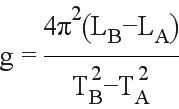 g = 4π²(L_B–L_A) / T_B²–T_A²